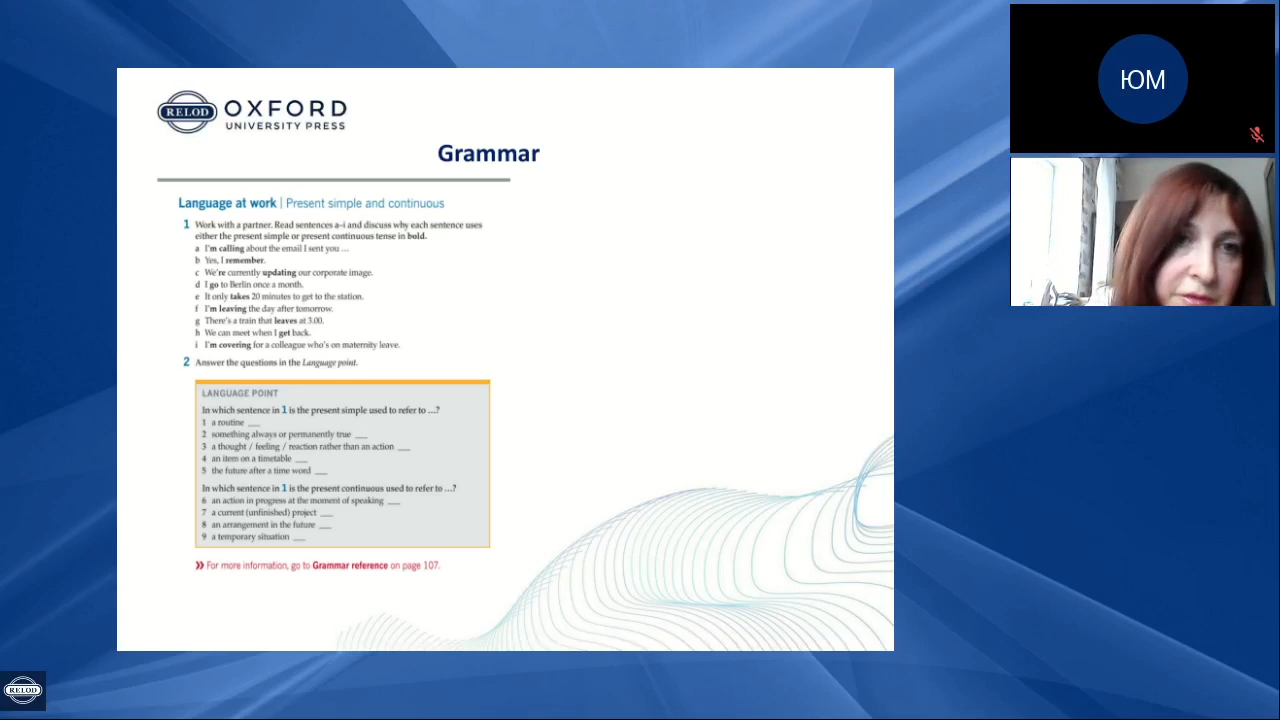 RELOD
OXFORD
UNIVERSITY PRESS
Grammar
Language at work | Present simple and continuous
1 Work with a partner. Read sentences a–i and discuss why each sentence uses
either the present simple or present continuous tense in bold.
a I'm calling about the email I sent you ...
b Yes, I remember.
c We're currently updating our corporate image.
d I go to Berlin once a month.
e It only takes 20 minutes to get to the station.
f I'm leaving the day after tomorrow.
g There's a train that leaves at 3.00.
h We can meet when I get back.
i I'm covering for a colleague who's on maternity leave.
2 Answer the questions in the Language point.
LANGUAGE POINT
In which sentence in 1 is the present simple used to refer to ...?
1 a routine ___
2 something always or permanently true ___
3 a thought / feeling / reaction rather than an action ___
4 an item on a timetable ___
5 the future after a time word ___
In which sentence in 1 is the present continuous used to refer to ...?
6 an action in progress at the moment of speaking ___
7 a current (unfinished) project ___
8 an arrangement in the future ___
9 a temporary situation ___
» For more information, go to Grammar reference on page 107.
ЮМ
RELOD